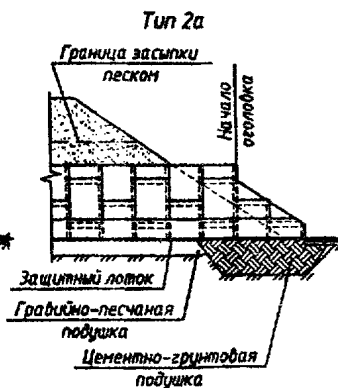 Тип 2а
Граница засыпки
песком
Начало
оголовка
Защитный лоток
Гравийно-песчаная
подушка
Цементно-грунтовая
подушка